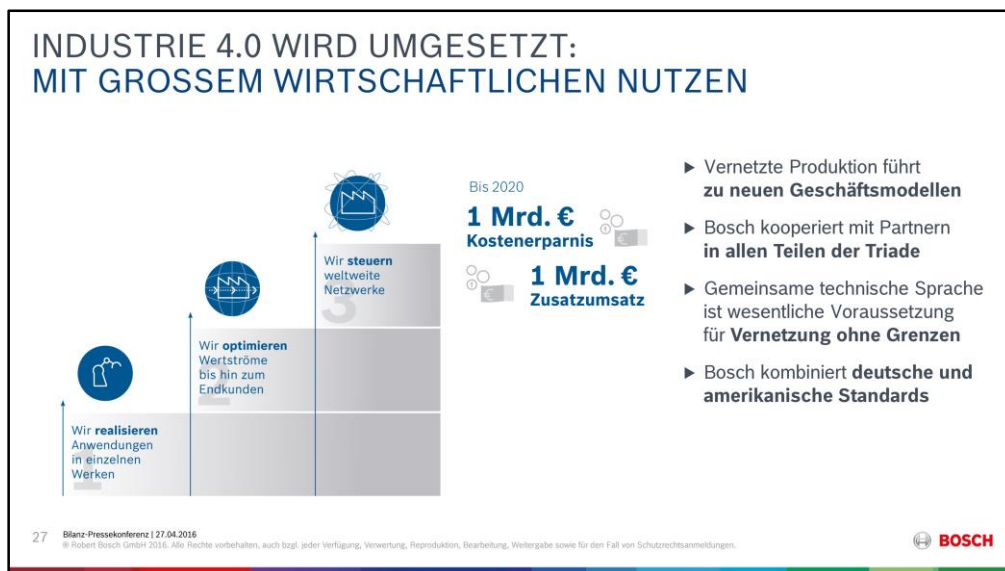 INDUSTRIE 4.0 WIRD UMGESETZT:
MIT GROSSEM WIRTSCHAFTLICHEN NUTZEN
Wir realisieren
Anwendungen
in einzelnen
Werken
1
Wir optimieren
Wertströme
bis hin zum
Endkunden
2
Wir steuern
weltweite
Netzwerke
3
Bis 2020
1 Mrd. €
Kostenerparnis
1 Mrd. €
Zusatzumsatz
▶ Vernetzte Produktion führt
zu neuen Geschäftsmodellen
▶ Bosch kooperiert mit Partnern
in allen Teilen der Triade
▶ Gemeinsame technische Sprache
ist wesentliche Voraussetzung
für Vernetzung ohne Grenzen
▶ Bosch kombiniert deutsche und
amerikanische Standards
27
Bilanz-Pressekonferenz | 27.04.2016
© Robert Bosch GmbH 2016. Alle Rechte vorbehalten, auch bzgl. jeder Verfügung, Verwertung, Reproduktion, Bearbeitung, Weitergabe sowie für den Fall von Schutzrechtsanmeldungen.
BOSCH